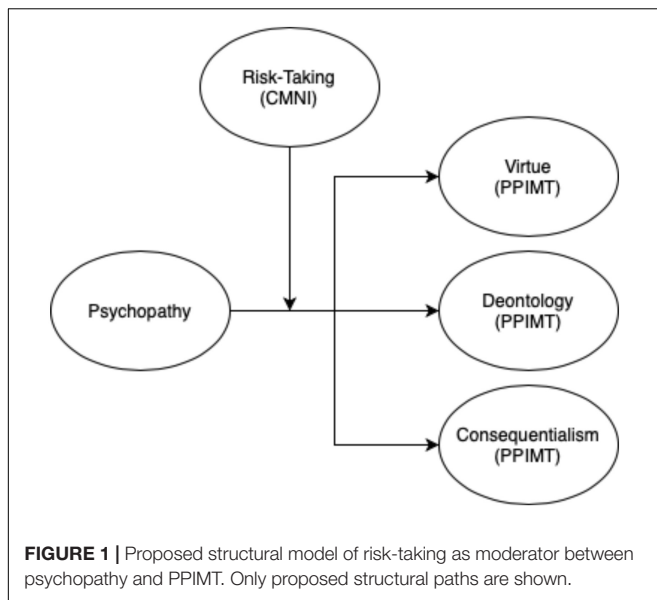 Risk-Taking
(CMNI)
Virtue
(PPIMT)
Psychopathy
Deontology
(PPIMT)
Consequentialism
(PPIMT)
FIGURE 1 | Proposed structural model of risk-taking as moderator between
psychopathy and PPIMT. Only proposed structural paths are shown.